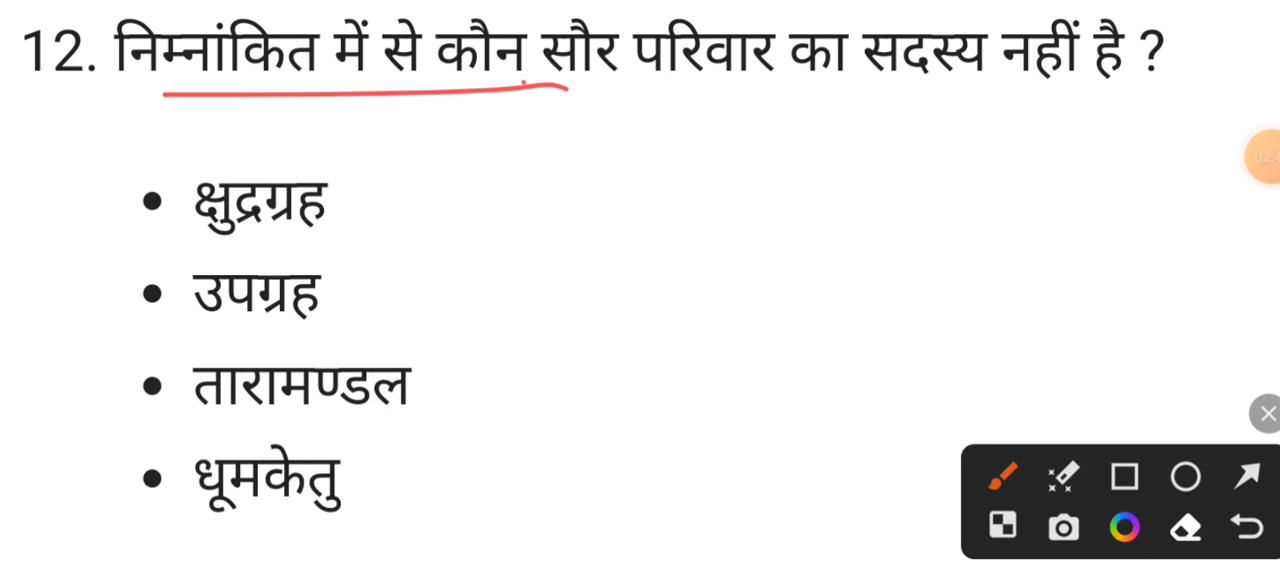 12. निम्नांकित में से कौन सौर परिवार का सदस्य नहीं है ?
• क्षुद्रग्रह
• उपग्रह
• तारामण्डल
• धूमकेतु